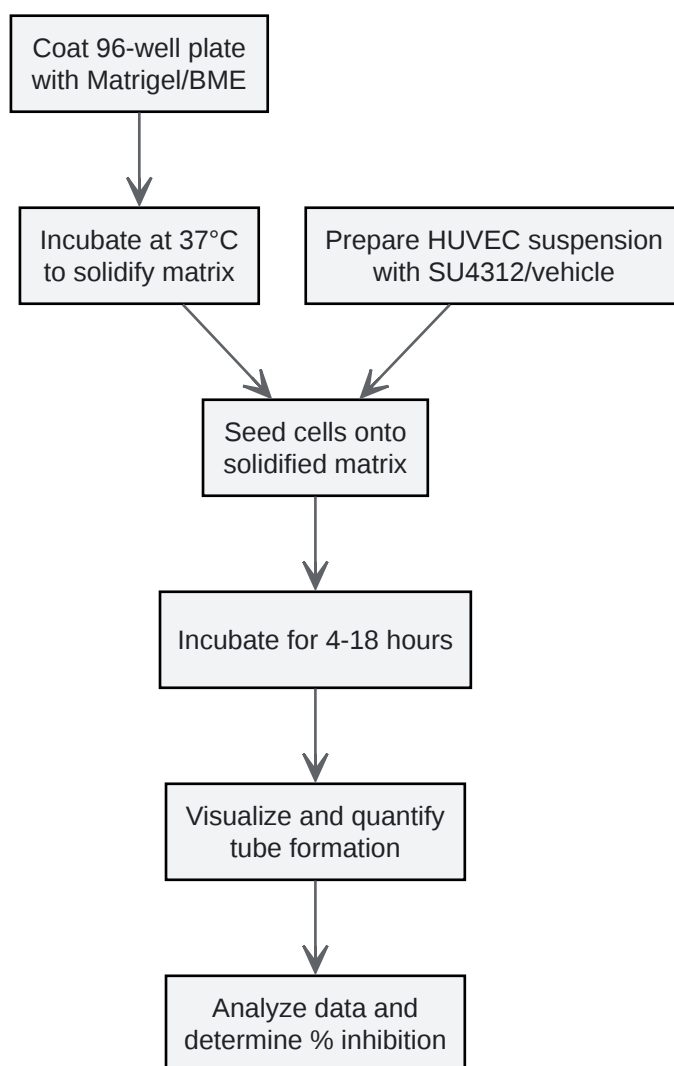 Coat 96-well plate
with Matrigel/BME
Incubate at 37°C
to solidify matrix
Prepare HUVEC suspension
with SU4312/vehicle
Seed cells onto
solidified matrix
Incubate for 4-18 hours
Visualize and quantify
tube formation
Analyze data and
determine % inhibition